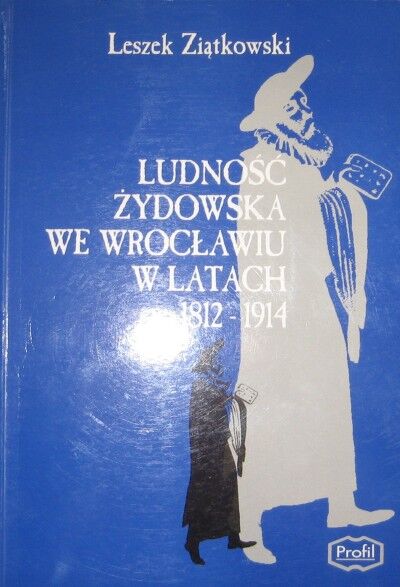 Leszek Ziątkowski
LUDNOŚĆ
ŻYDOWSKA
WE WROCŁAWIU
W LATACH
1812-1914
Profil